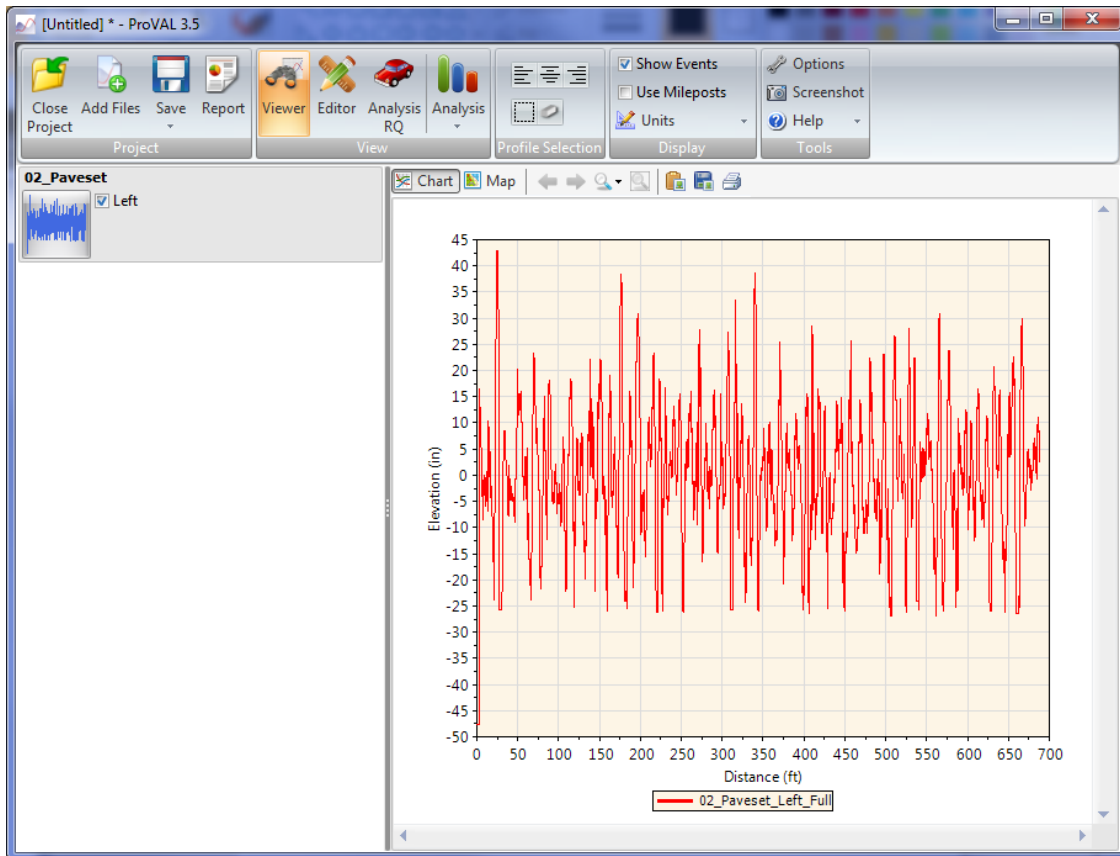 [Untitled] * - ProVAL 3.5
Close Project
Add Files
Save
Report
Viewer
Editor
Analysis RQ
Analysis
Show Events
Use Mileposts
Units
Options
Screenshot
Help
Project
View
Profile Selection
Display
Tools
02_Paveset
Left
Chart
Map
45
40
35
30
25
20
15
10
5
0
-5
-10
-15
-20
-25
-30
-35
-40
-45
-50
Elevation (in)
0 50 100 150 200 250 300 350 400 450 500 550 600 650 700
Distance (ft)
02_Paveset_Left_Full